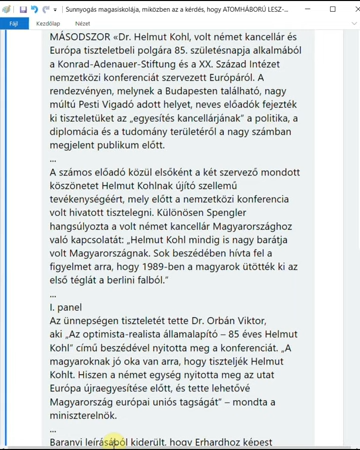 Sunnyogás magasiskolája, miközben az a kérdés, hogy ATOMHÁBORÚ LESZ-...
Fájl Kezdőlap Nézet
MÁSODSZOR «Dr. Helmut Kohl, volt német kancellár és
Európa tiszteletbeli polgára 85. születésnapja alkalmából
a Konrad-Adenauer-Stiftung és a XX. Század Intézet
nemzetközi konferenciát szervezett Európáról. A
rendezvényen, melynek a Budapesten található, nagy
múltú Pesti Vigadó adott helyet, neves előadók fejezték
ki tiszteletüket az „egyesítés kancellárjának” a politika, a
diplomácia és a tudomány területéről a nagy számban
megjelent publikum előtt.
...
A számos előadó közül elsőként a két szervező mondott
köszönetet Helmut Kohlnak újító szellemű
tevékenységéért, mely előtt a nemzetközi konferencia
volt hivatott tisztelegni. Különösen Spengler
hangsúlyozta a volt német kancellár Magyarországhoz
való kapcsolatát: „Helmut Kohl mindig is nagy barátja
volt Magyarországnak. Sok beszédében hívta fel a
figyelmet arra, hogy 1989-ben a magyarok ütötték ki az
első téglát a berlini falból.”
...
I. panel
Az ünnepségen tiszteletét tette Dr. Orbán Viktor,
aki „Az optimista-realista államalapító – 85 éves Helmut
Kohl” című beszédével nyitotta meg a konferenciát. „A
magyaroknak jó oka van arra, hogy tiszteljék Helmut
Kohlt. Hiszen a német egység nyitotta meg az utat
Európa újraegyesítése előtt, és tette lehetővé
Magyarország európai uniós tagságát” – mondta a
miniszterelnök.
...
Baranyi leírásából kiderült, hogy Erhardhoz képest